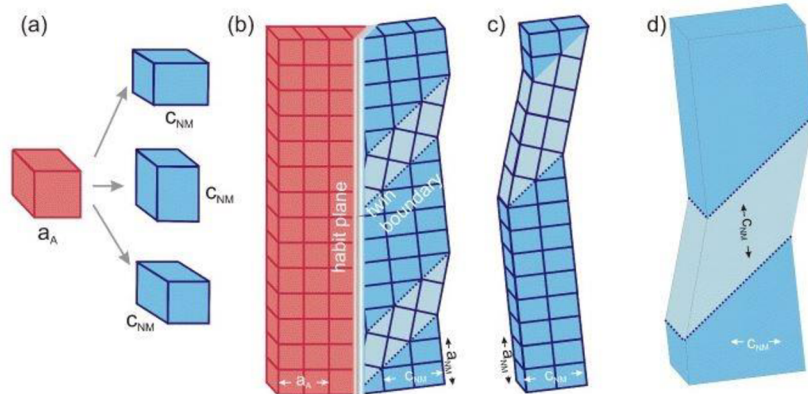 (a)
(b)
c)
d)
a_A
c_NM
c_NM
c_NM
habit plane
twin boundary
a_A
c_NM
a_NM
a_NM
c_NM
c_NM
c_NM